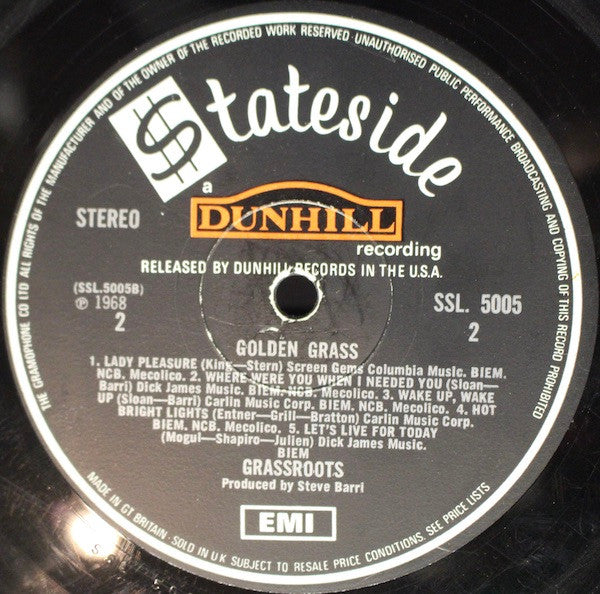 THE GRAMOPHONE CO LTD ALL RIGHTS OF THE MANUFACTURER AND OF THE OWNER OF THE RECORDED WORK RESERVED · UNAUTHORISED PUBLIC PERFORMANCE BROADCASTING AND COPYING OF THIS RECORD PROHIBITED
$tateside
a
DUNHILL
recording
STEREO
RELEASED BY DUNHILL RECORDS IN THE U.S.A.
(SSL.5005B)
℗ 1968
2
SSL. 5005
2
GOLDEN GRASS
1. LADY PLEASURE (King—Stern) Screen Gems Columbia Music. BIEM.
NCB. Mecolico. 2. WHERE WERE YOU WHEN I NEEDED YOU (Sloan—
Barri) Dick James Music. BIEM. NCB. Mecolico. 3. WAKE UP, WAKE
UP (Sloan—Barri) Carlin Music Corp. BIEM. NCB. Mecolico. 4. HOT
BRIGHT LIGHTS (Entner—Grill—Bratton) Carlin Music Corp.
BIEM. NCB. Mecolico. 5. LET'S LIVE FOR TODAY
(Mogul—Shapiro—Julien) Dick James Music.
BIEM
GRASSROOTS
Produced by Steve Barri
EMI
MADE IN GT BRITAIN · SOLD IN U K SUBJECT TO RESALE PRICE CONDITIONS, SEE PRICE LISTS